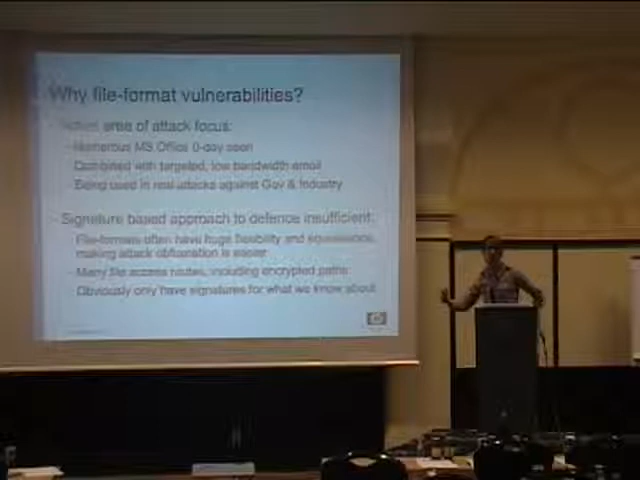 Why file-format vulnerabilities?
area of attack focus:
- Numerous MS Office 0-day seen
- Combined with targeted, low bandwidth email
- Being used in real attacks against Gov & Industry
- Signature based approach to defence insufficient:
- File-formats often have huge flexibility and equivalence,
making attack obfuscation is easier
- Many file access routes, including encrypted paths
- Obviously only have signatures for what we know about
hp